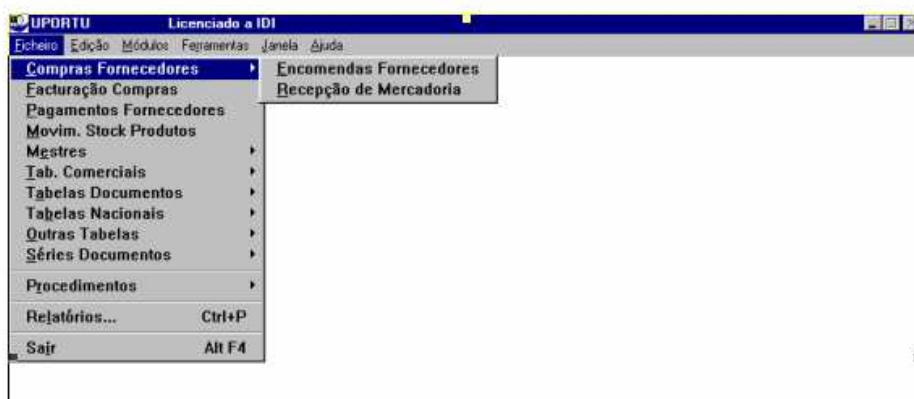 UPORTU Licenciado a IDI
Ficheiro Edição Módulos Ferramentas Janela Ajuda
Compras Fornecedores
Encomendas Fornecedores
Recepção de Mercadoria
Facturação Compras
Pagamentos Fornecedores
Movim. Stock Produtos
Mestres
Tab. Comerciais
Tabelas Documentos
Tabelas Nacionais
Outras Tabelas
Séries Documentos
Procedimentos
Relatórios... Ctrl+P
Sair Alt F4